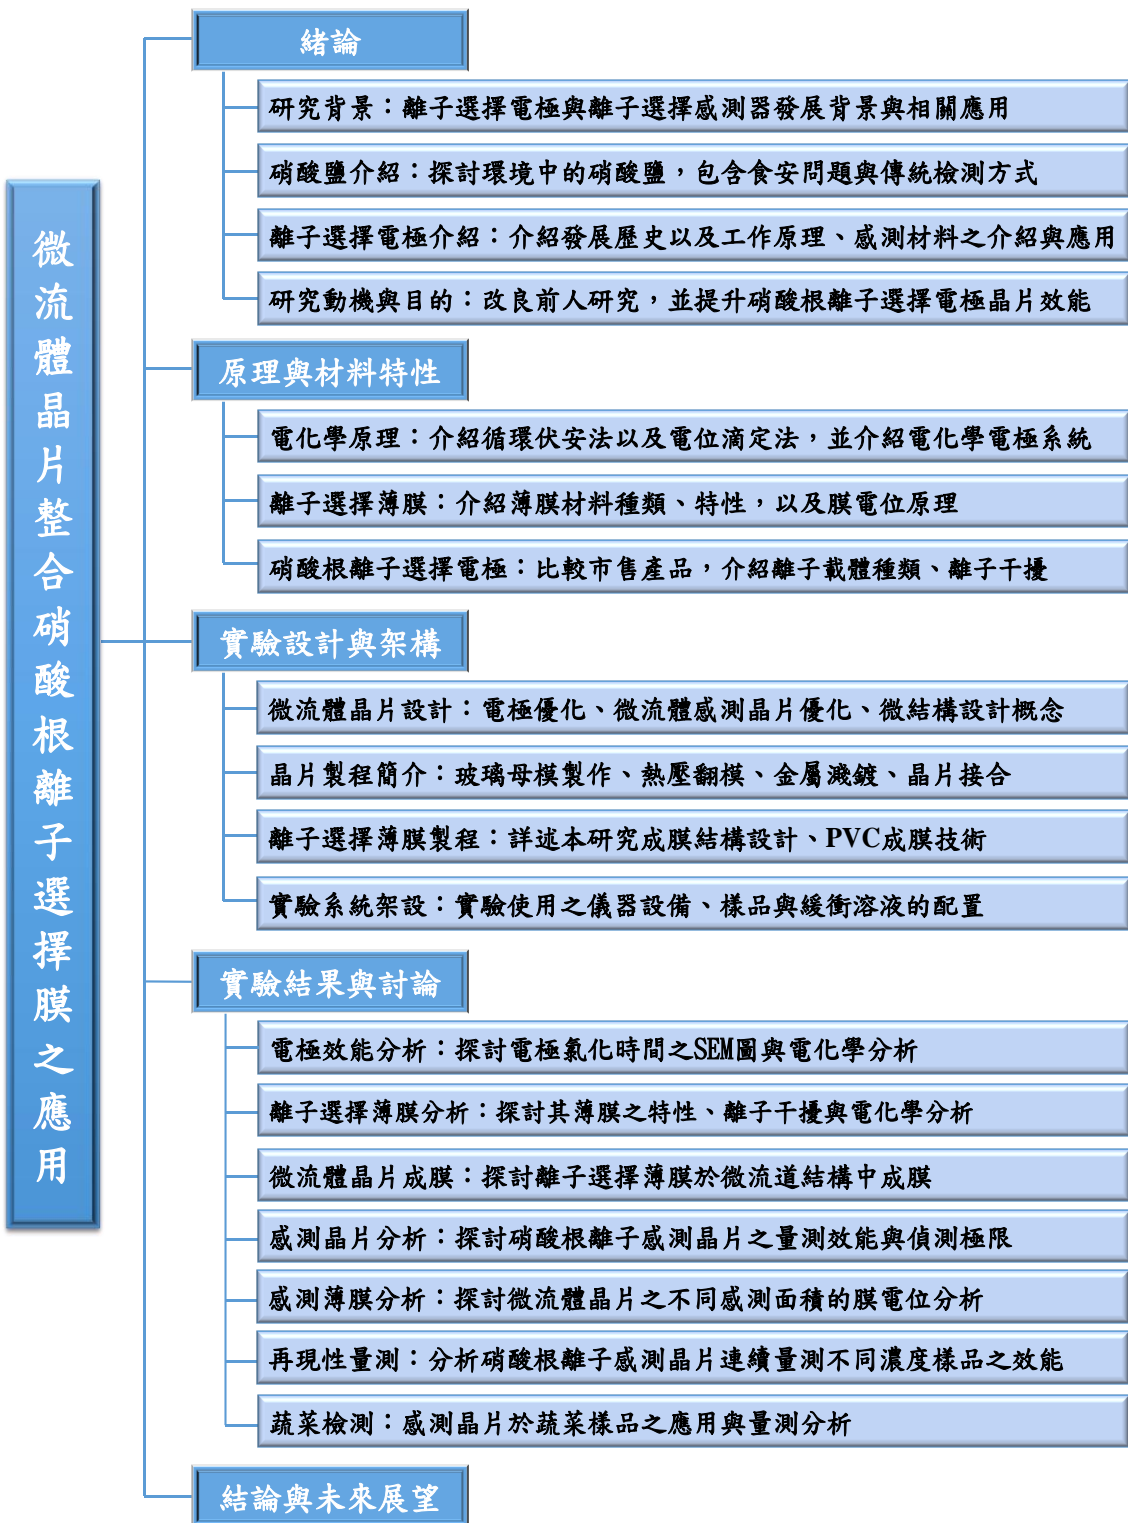 微流體晶片整合硝酸根離子選擇膜之應用
緒論
研究背景：離子選擇電極與離子選擇感測器發展背景與相關應用
硝酸鹽介紹：探討環境中的硝酸鹽，包含食安問題與傳統檢測方式
離子選擇電極介紹：介紹發展歷史以及工作原理、感測材料之介紹與應用
研究動機與目的：改良前人研究，並提升硝酸根離子選擇電極晶片效能
原理與材料特性
電化學原理：介紹循環伏安法以及電位滴定法，並介紹電化學電極系統
離子選擇薄膜：介紹薄膜材料種類、特性，以及膜電位原理
硝酸根離子選擇電極：比較市售產品，介紹離子載體種類、離子干擾
實驗設計與架構
微流體晶片設計：電極優化、微流體感測晶片優化、微結構設計概念
晶片製程簡介：玻璃母模製作、熱壓翻模、金屬濺鍍、晶片接合
離子選擇薄膜製程：詳述本研究成膜結構設計、PVC成膜技術
實驗系統架設：實驗使用之儀器設備、樣品與緩衝溶液的配置
實驗結果與討論
電極效能分析：探討電極氯化時間之SEM圖與電化學分析
離子選擇薄膜分析：探討其薄膜之特性、離子干擾與電化學分析
微流體晶片成膜：探討離子選擇薄膜於微流道結構中成膜
感測晶片分析：探討硝酸根離子感測晶片之量測效能與偵測極限
感測薄膜分析：探討微流體晶片之不同感測面積的膜電位分析
再現性量測：分析硝酸根離子感測晶片連續量測不同濃度樣品之效能
蔬菜檢測：感測晶片於蔬菜樣品之應用與量測分析
結論與未來展望